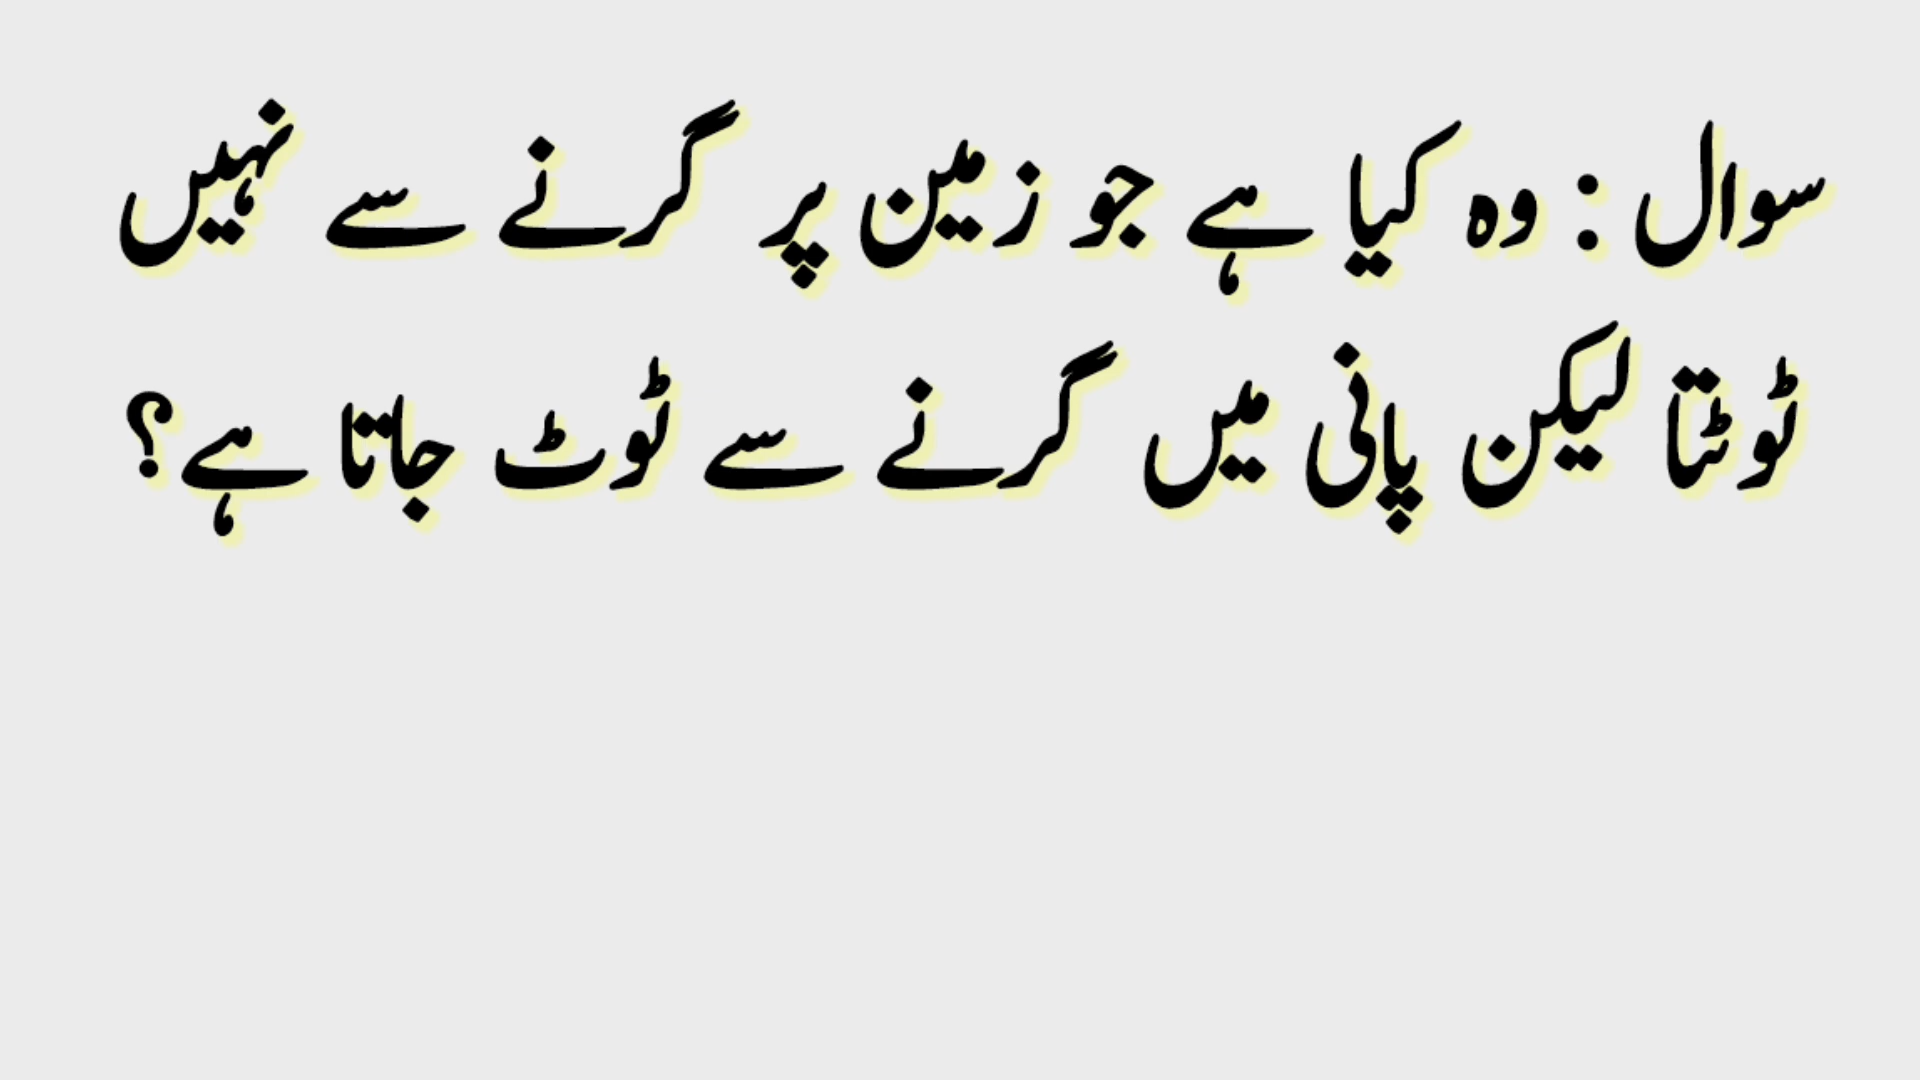 سوال : وہ کیا ہے جو زمین پر گرنے سے نہیں
ٹوٹتا لیکن پانی میں گرنے سے ٹوٹ جاتا ہے؟